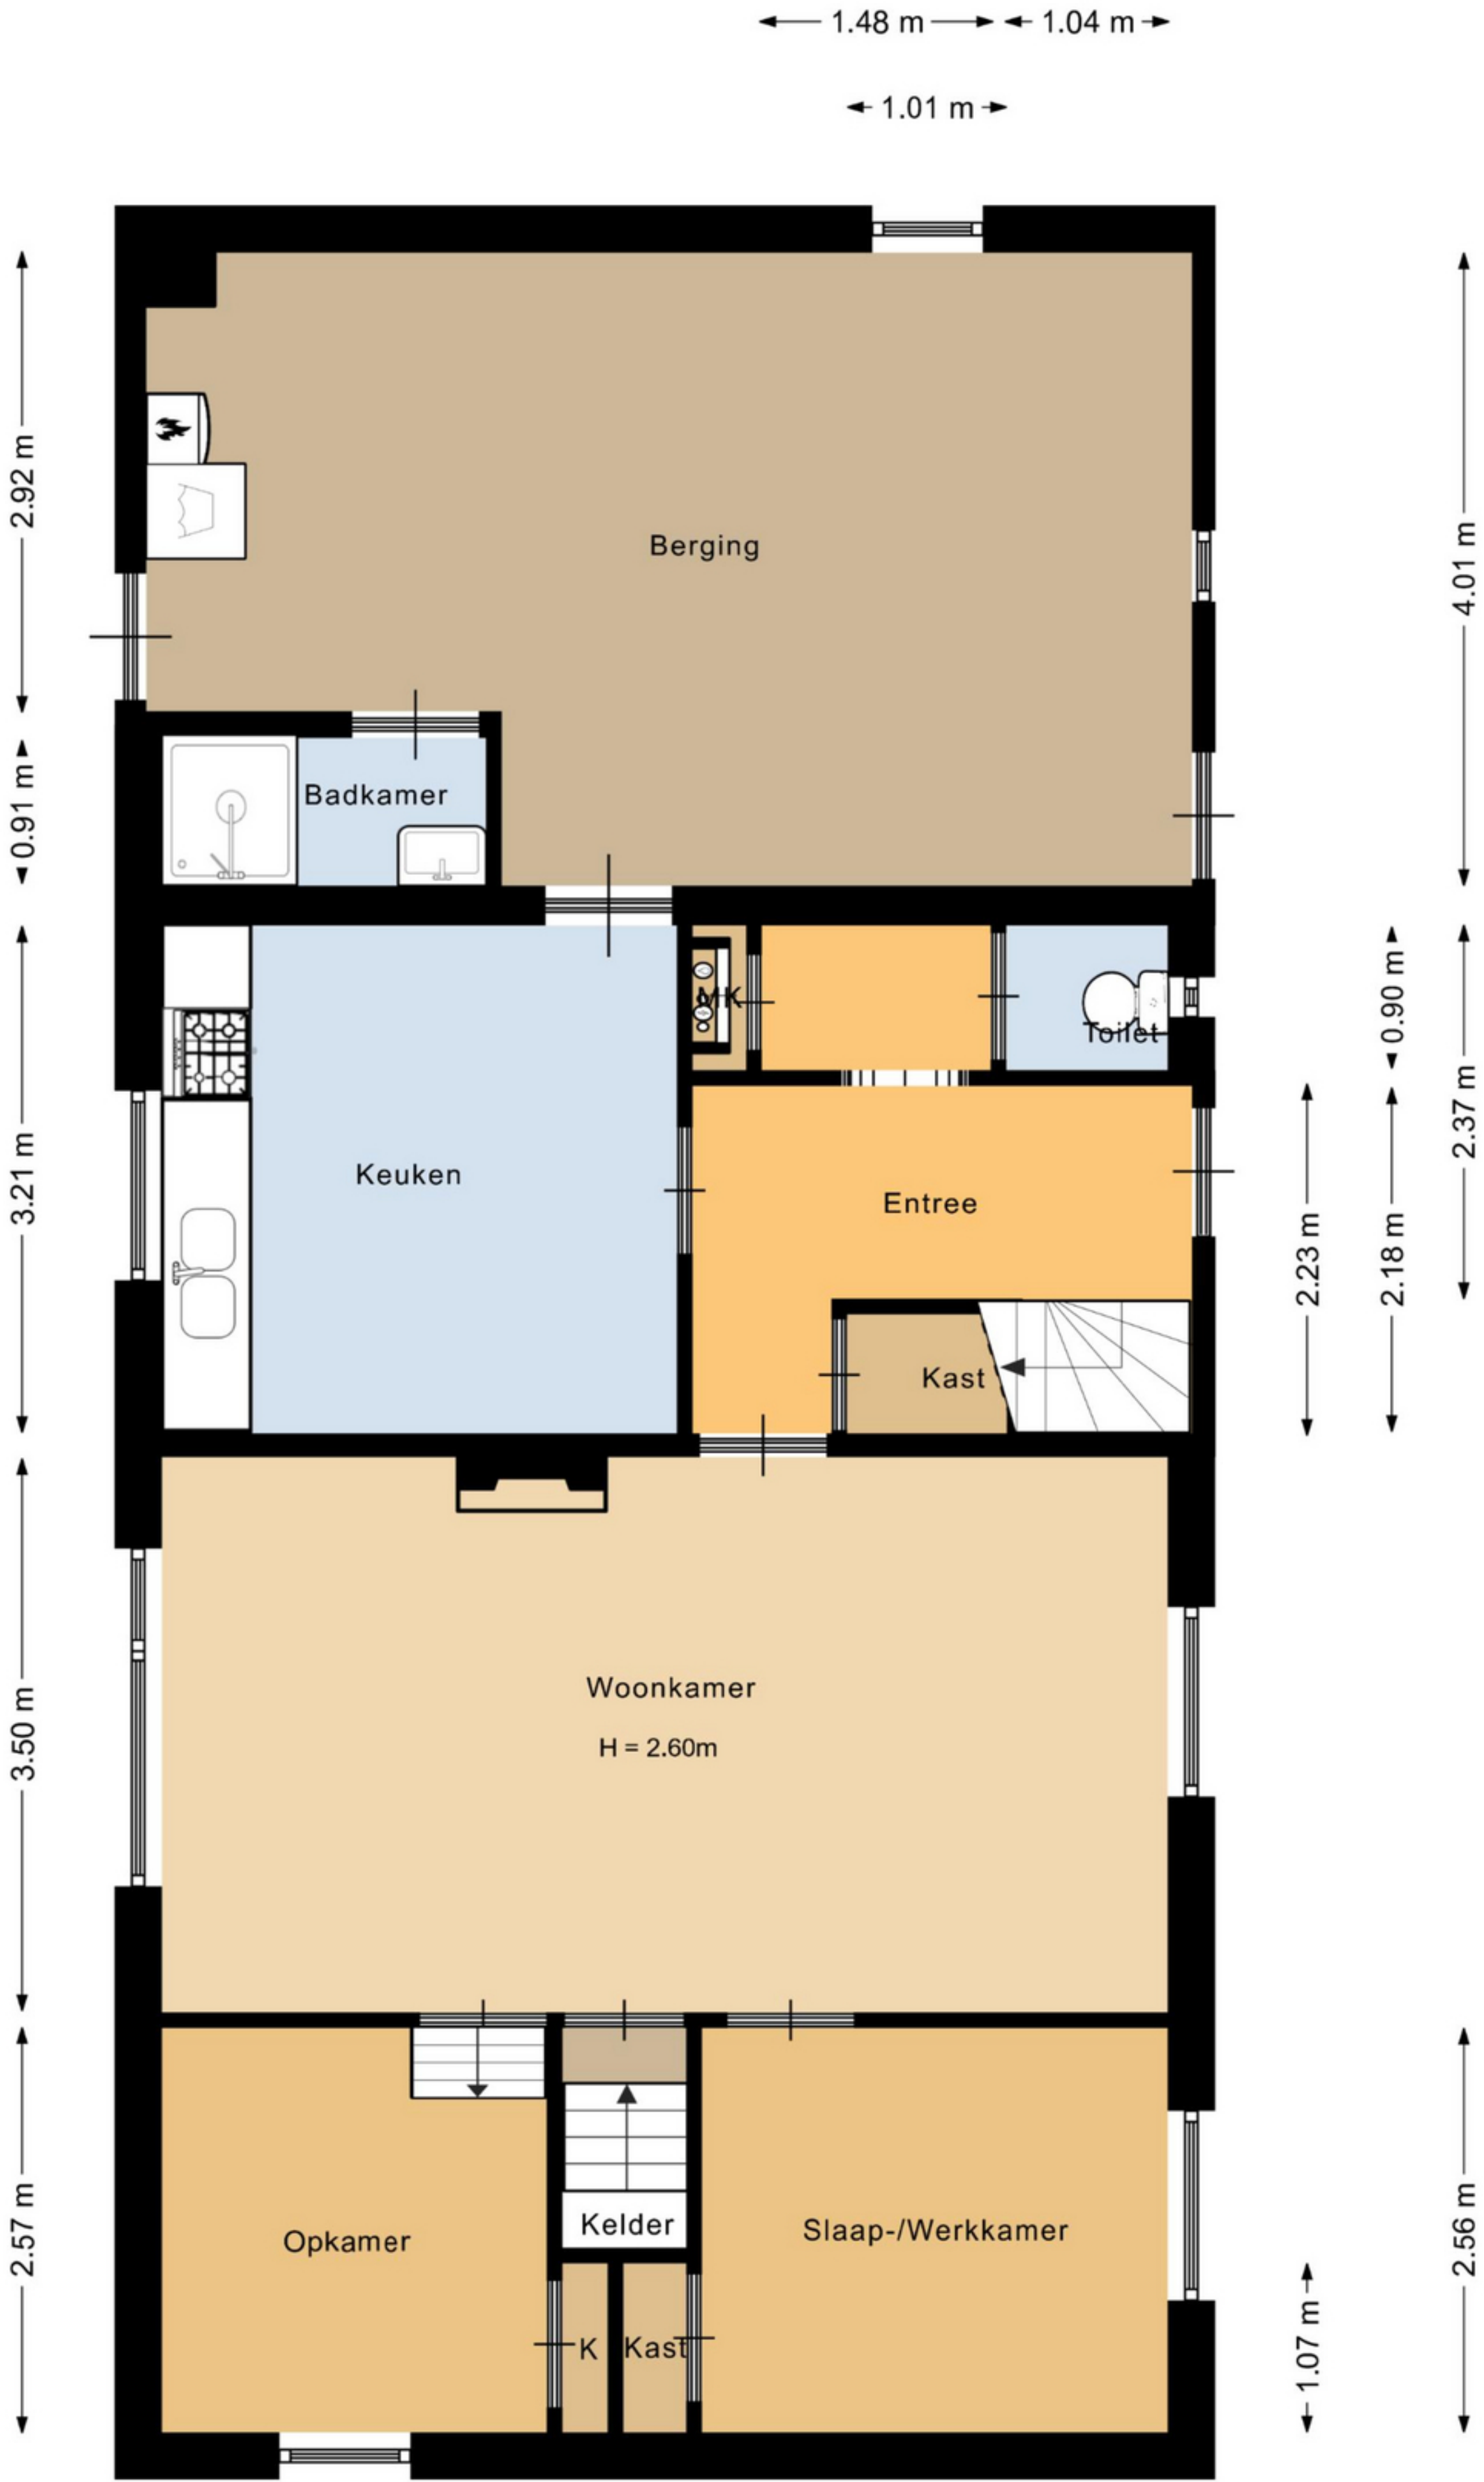 1.48 m
1.04 m
1.01 m
2.92 m
4.01 m
Berging
0.91 m
Badkamer
MK
Toilet
0.90 m
2.37 m
3.21 m
Keuken
Entree
2.23 m
2.18 m
Kast
3.50 m
Woonkamer
H = 2.60m
2.57 m
Opkamer
Kelder
Slaap-/Werkkamer
2.56 m
K
Kast
1.07 m